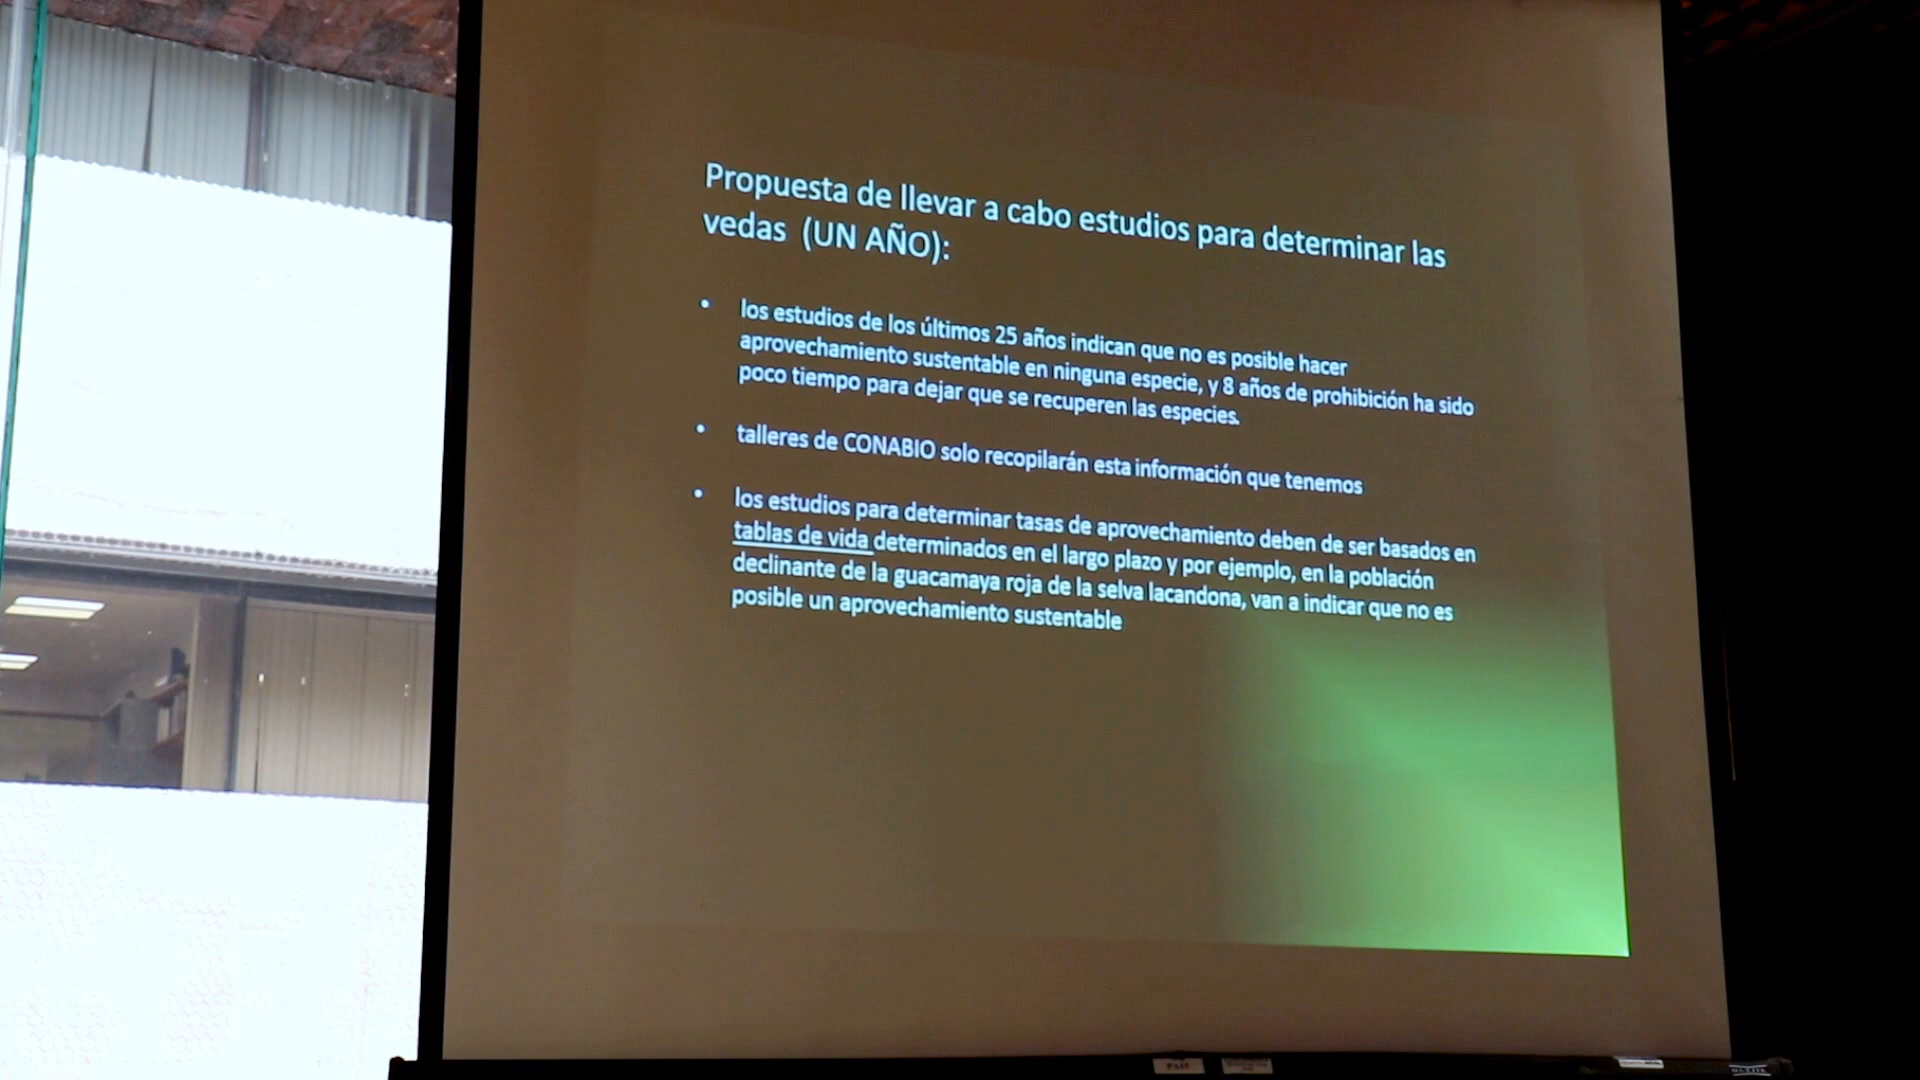 Propuesta de llevar a cabo estudios para determinar las
vedas (UN AÑO):
• los estudios de los últimos 25 años indican que no es posible hacer
aprovechamiento sustentable en ninguna especie, y 8 años de prohibición ha sido
poco tiempo para dejar que se recuperen las especies.
• talleres de CONABIO solo recopilarán esta información que tenemos
• los estudios para determinar tasas de aprovechamiento deben de ser basados en
tablas de vida determinados en el largo plazo y por ejemplo, en la población
declinante de la guacamaya roja de la selva lacandona, van a indicar que no es
posible un aprovechamiento sustentable